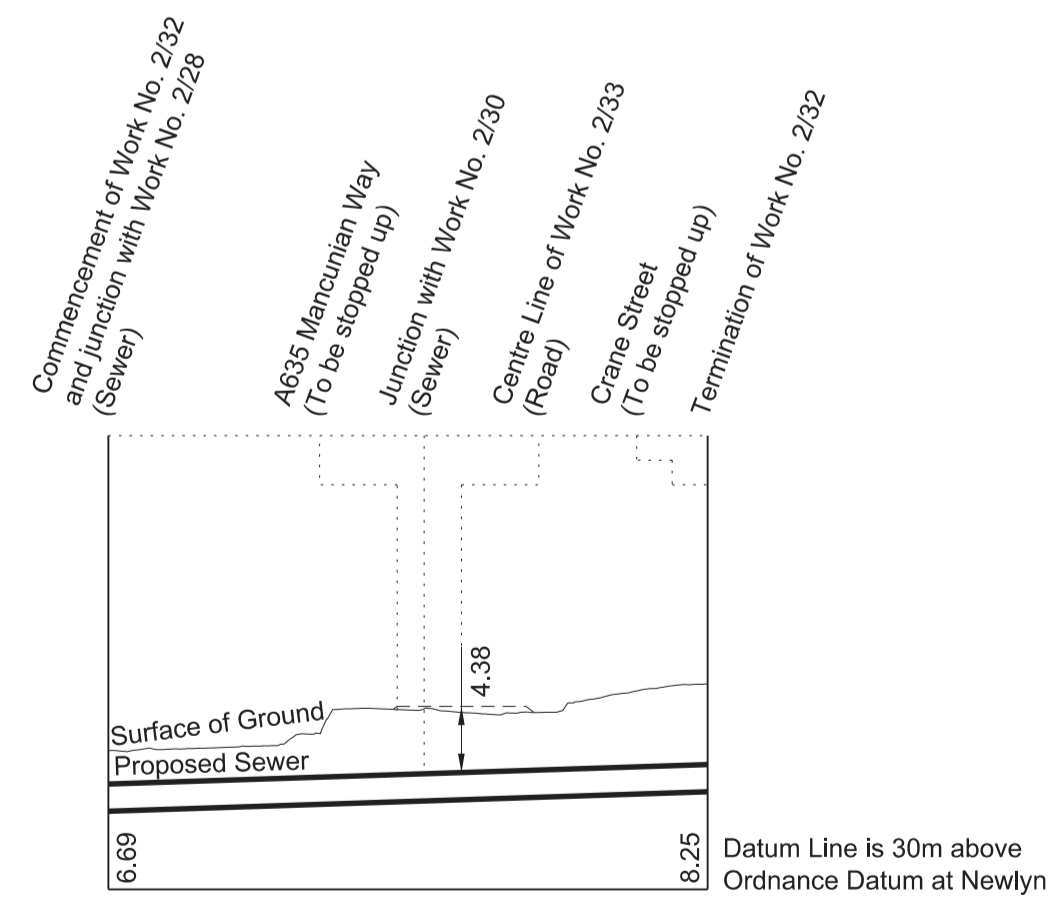 Commencement of Work No. 2/32
and junction with Work No. 2/28
(Sewer)
A635 Mancunian Way
(To be stopped up)
Junction with Work No. 2/30
(Sewer)
Centre Line of Work No. 2/33
(Road)
Crane Street
(To be stopped up)
Termination of Work No. 2/32
4.38
Surface of Ground
Proposed Sewer
6.69
8.25
Datum Line is 30m above
Ordnance Datum at Newlyn